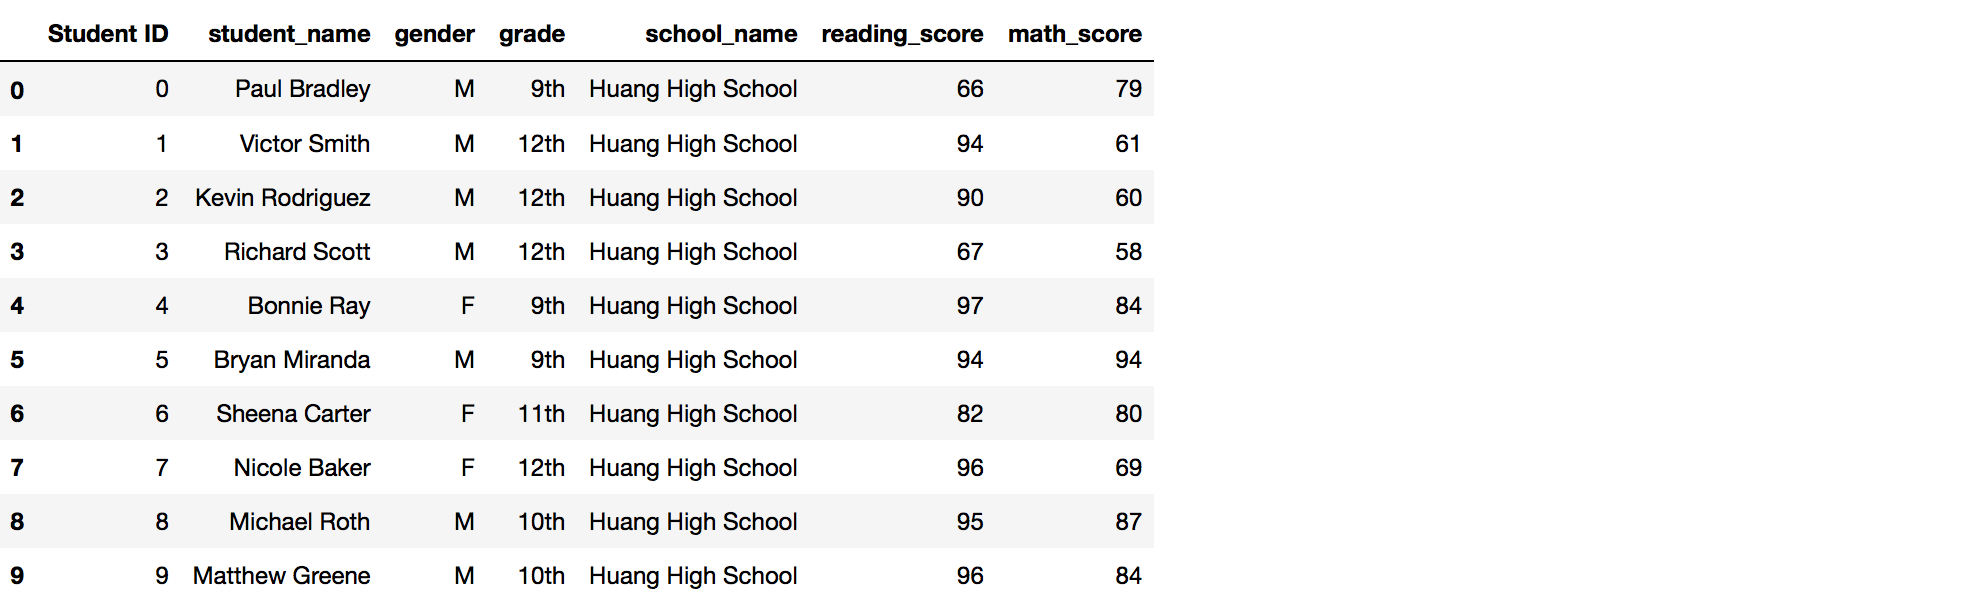 Student ID student_name gender grade school_name reading_score math_score
0 0 Paul Bradley M 9th Huang High School 66 79
1 1 Victor Smith M 12th Huang High School 94 61
2 2 Kevin Rodriguez M 12th Huang High School 90 60
3 3 Richard Scott M 12th Huang High School 67 58
4 4 Bonnie Ray F 9th Huang High School 97 84
5 5 Bryan Miranda M 9th Huang High School 94 94
6 6 Sheena Carter F 11th Huang High School 82 80
7 7 Nicole Baker F 12th Huang High School 96 69
8 8 Michael Roth M 10th Huang High School 95 87
9 9 Matthew Greene M 10th Huang High School 96 84